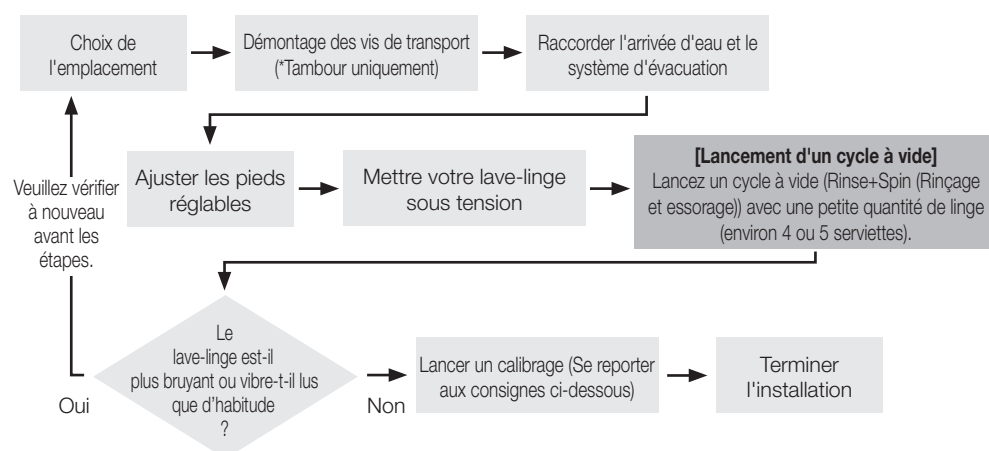 Choix de
l'emplacement
Démontage des vis de transport
(*Tambour uniquement)
Raccorder l'arrivée d'eau et le
système d'évacuation
Veuillez vérifier
à nouveau
avant les
étapes.
Ajuster les pieds
réglables
Mettre votre lave-linge
sous tension
[Lancement d'un cycle à vide]
Lancez un cycle à vide (Rinse+Spin (Rinçage
et essorage)) avec une petite quantité de linge
(environ 4 ou 5 serviettes).
Le
lave-linge est-il
plus bruyant ou vibre-t-il lus
que d’habitude
?
Oui
Non
Lancer un calibrage (Se reporter
aux consignes ci-dessous)
Terminer
l'installation